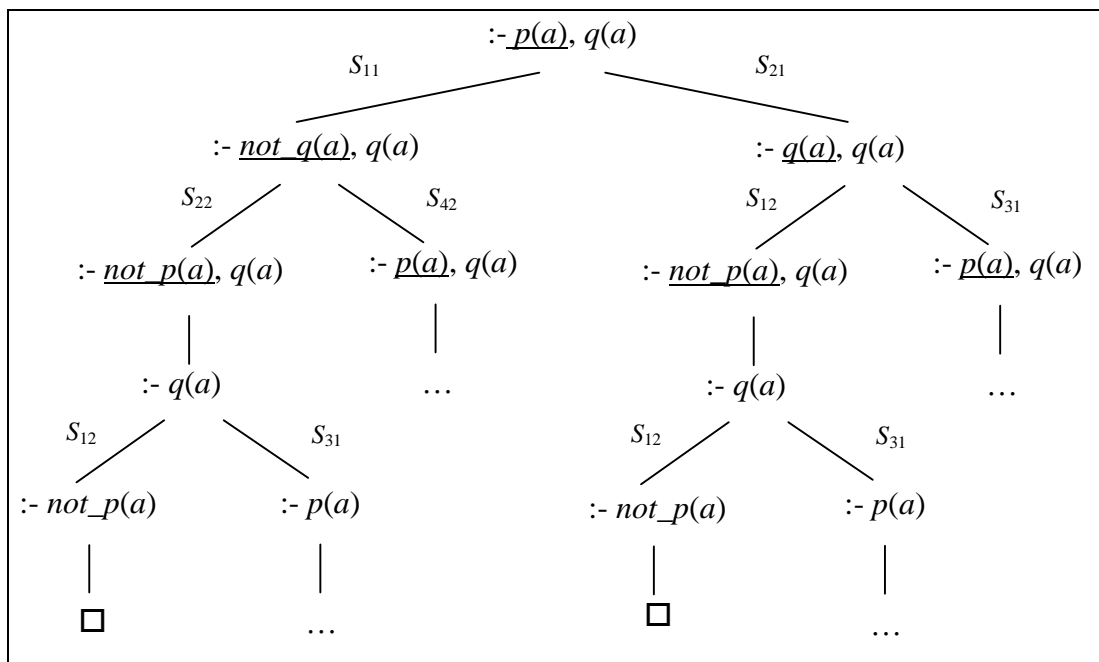 :- p(a), q(a)
S11 S21
:- not_q(a), q(a) :- q(a), q(a)
S22 S42 S12 S31
:- not_p(a), q(a) :- p(a), q(a) :- not_p(a), q(a) :- p(a), q(a)
:- q(a) … :- q(a) …
S12 S31 S12 S31
:- not_p(a) :- p(a) :- not_p(a) :- p(a)
… …